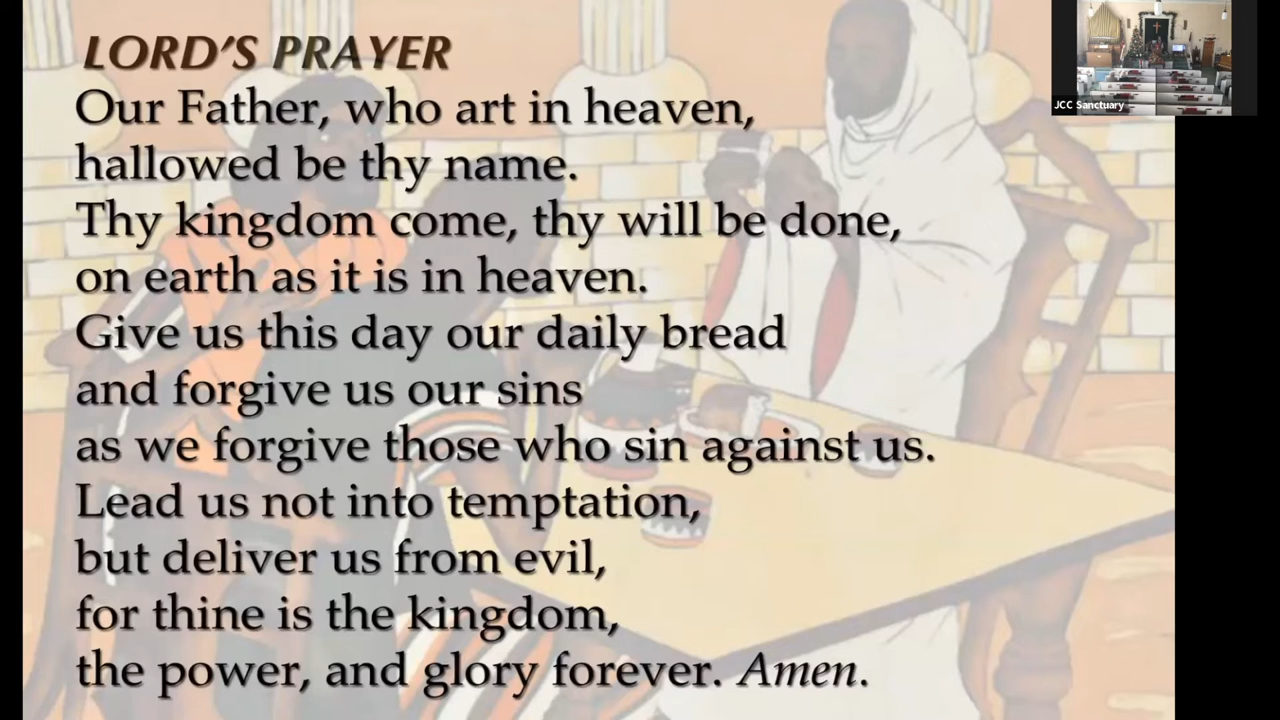 LORD'S PRAYER
Our Father, who art in heaven,
hallowed be thy name.
Thy kingdom come, thy will be done,
on earth as it is in heaven.
Give us this day our daily bread
and forgive us our sins
as we forgive those who sin against us.
Lead us not into temptation,
but deliver us from evil,
for thine is the kingdom,
the power, and glory forever. Amen.
JCC Sanctuary